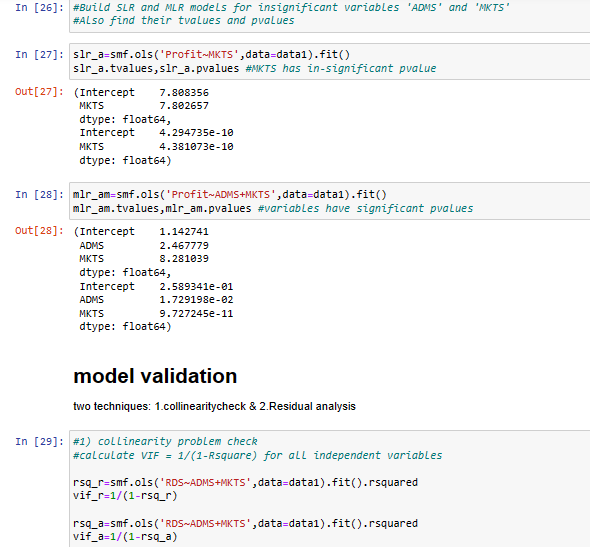 In [26]: #Build SLR and MLR models for insignificant variables 'ADMS' and 'MKTS'
#Also find their tvalues and pvalues
In [27]: slr_a=smf.ols('Profit~MKTS',data=data1).fit()
slr_a.tvalues,slr_a.pvalues #MKTS has in-significant pvalue
Out[27]: (Intercept 7.808356
MKTS 7.802657
dtype: float64,
Intercept 4.294735e-10
MKTS 4.381073e-10
dtype: float64)
In [28]: mlr_am=smf.ols('Profit~ADMS+MKTS',data=data1).fit()
mlr_am.tvalues,mlr_am.pvalues #variables have significant pvalues
Out[28]: (Intercept 1.142741
ADMS 2.467779
MKTS 8.281039
dtype: float64,
Intercept 2.589341e-01
ADMS 1.729198e-02
MKTS 9.727245e-11
dtype: float64)
model validation
two techniques: 1.collinearitycheck & 2.Residual analysis
In [29]: #1) collinearity problem check
#calculate VIF = 1/(1-Rsquare) for all independent variables
rsq_r=smf.ols('RDS~ADMS+MKTS',data=data1).fit().rsquared
vif_r=1/(1-rsq_r)
rsq_a=smf.ols('RDS~ADMS+MKTS',data=data1).fit().rsquared
vif_a=1/(1-rsq_a)